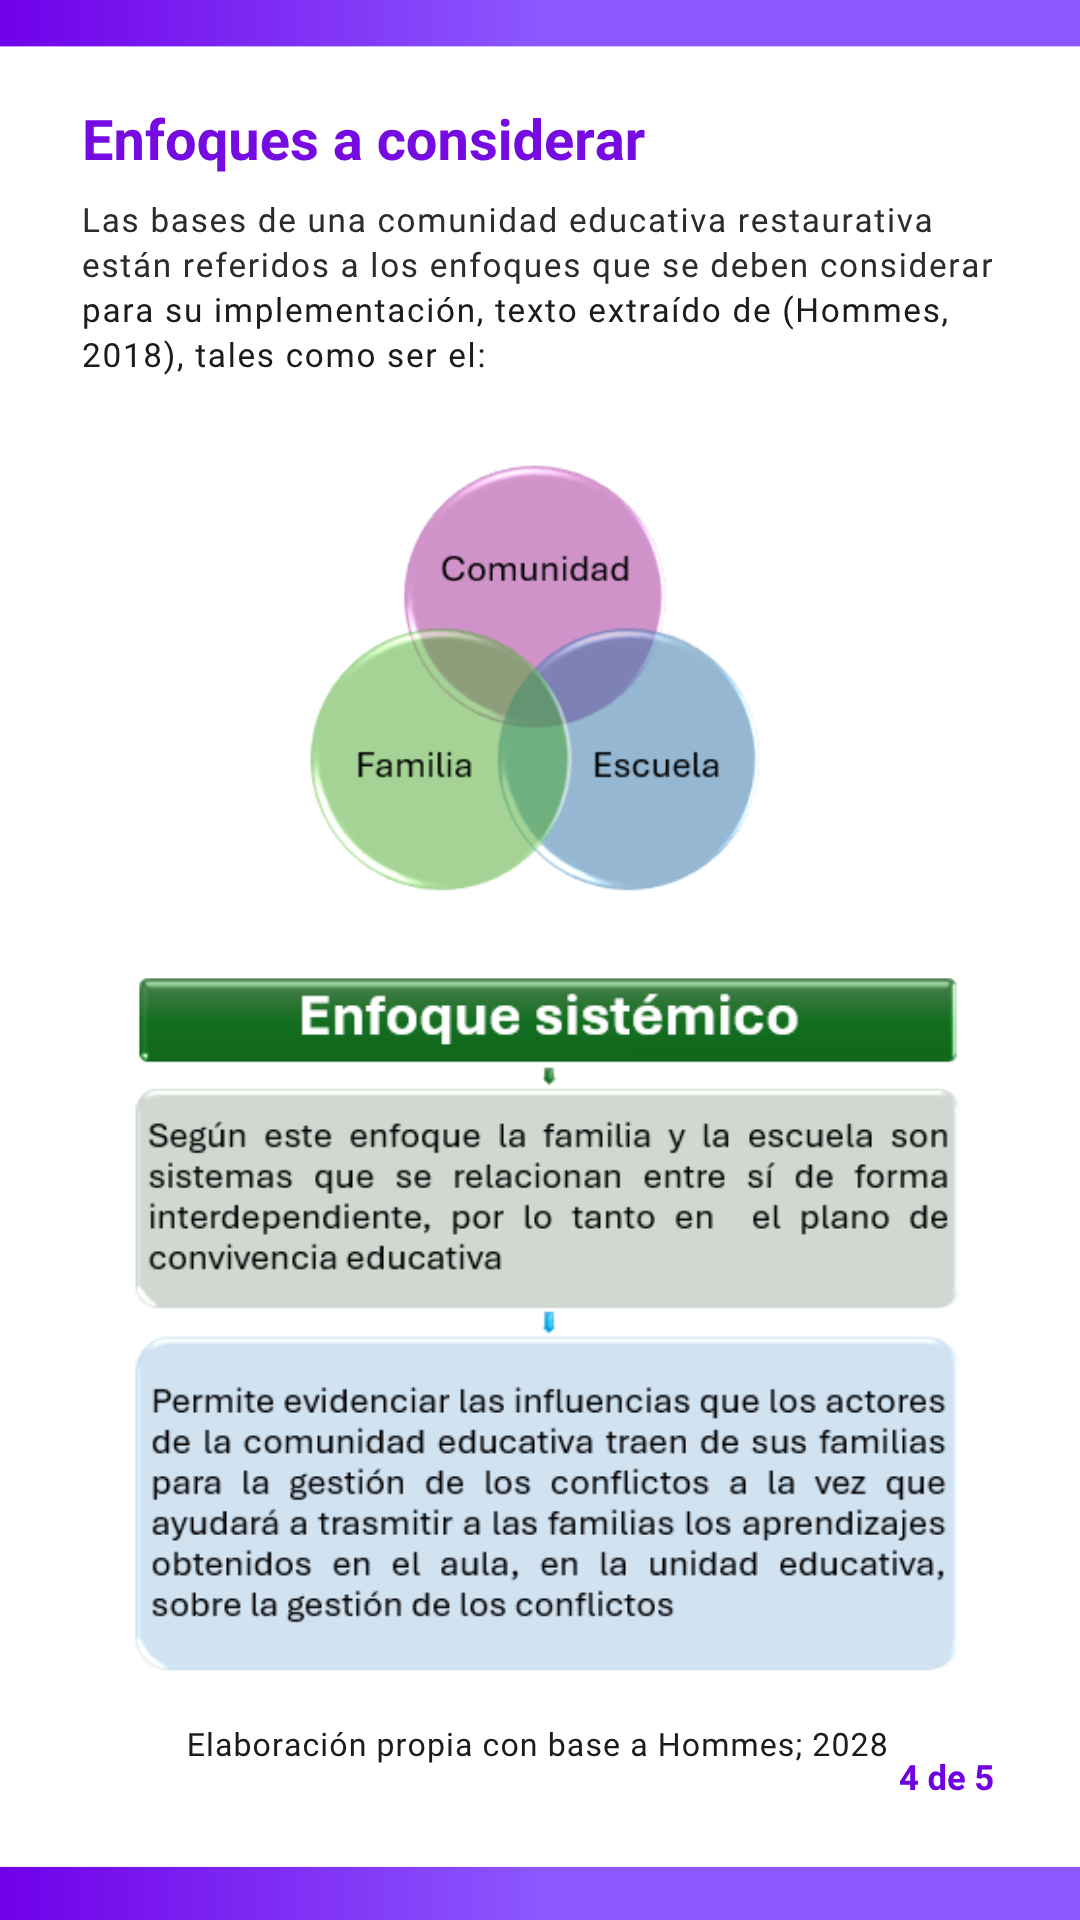 Enfoques a considerar
Las bases de una comunidad educativa restaurativa
están referidos a los enfoques que se deben considerar
para su implementación, texto extraído de (Hommes,
2018), tales como ser el:
Comunidad
Familia
Escuela
Enfoque sistémico
Según este enfoque la familia y la escuela son
sistemas que se relacionan entre sí de forma
interdependiente, por lo tanto en el plano de
convivencia educativa
Permite evidenciar las influencias que los actores
de la comunidad educativa traen de sus familias
para la gestión de los conflictos a la vez que
ayudará a trasmitir a las familias los aprendizajes
obtenidos en el aula, en la unidad educativa,
sobre la gestión de los conflictos
Elaboración propia con base a Hommes; 2028
4 de 5